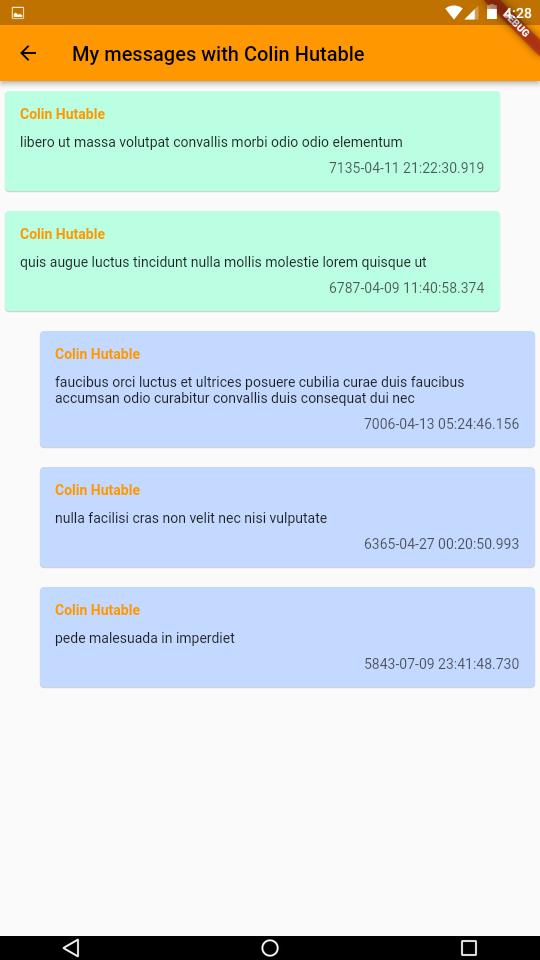 4:28
DEBUG
My messages with Colin Hutable
Colin Hutable
libero ut massa volutpat convallis morbi odio odio elementum
7135-04-11 21:22:30.919
Colin Hutable
quis augue luctus tincidunt nulla mollis molestie lorem quisque ut
6787-04-09 11:40:58.374
Colin Hutable
faucibus orci luctus et ultrices posuere cubilia curae duis faucibus
accumsan odio curabitur convallis duis consequat dui nec
7006-04-13 05:24:46.156
Colin Hutable
nulla facilisi cras non velit nec nisi vulputate
6365-04-27 00:20:50.993
Colin Hutable
pede malesuada in imperdiet
5843-07-09 23:41:48.730